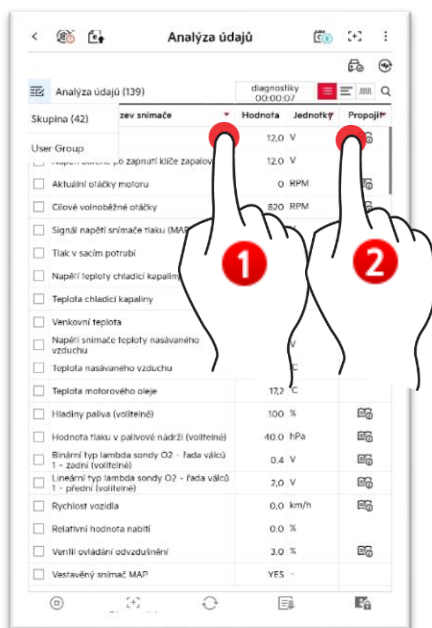 Analýza údajů
Analýza údajů (139)
diagnostiky
00:00:07
Skupina (42)
User Group
zev snímače
Hodnota
Jednotky
Propojit
12,0 V
po zapnutí klíče zapalov
12.0 V
Aktuální otáčky motoru
0 RPM
Cílové volnoběžné otáčky
820 RPM
Signál napětí snímače tlaku (MAP
Tlak v sacím potrubí
Napětí teploty chladicí kapaliny
Teplota chladicí kapaliny
Venkovní teplota
Napětí snímače teploty nasávaného
vzduchu
V
Teplota nasávaného vzduchu
C
Teplota motorového oleje
17,2 C
Hladiny paliva (volitelné)
100 %
Hodnota tlaku v palivové nádrži (volitelné)
40.0 hPa
Binární typ lambda sondy O2 - řada válců
1 - zadní (volitelné)
0,4 V
Lineární typ lambda sondy O2 - řada válců
1 - přední (volitelné)
2,0 V
Rychlost vozidla
0.0 km/h
Relativní hodnota nabití
0.0 %
Ventil ovládání odvzdušnění
3.0 %
Vestavěný snímač MAP
YES -
1
2